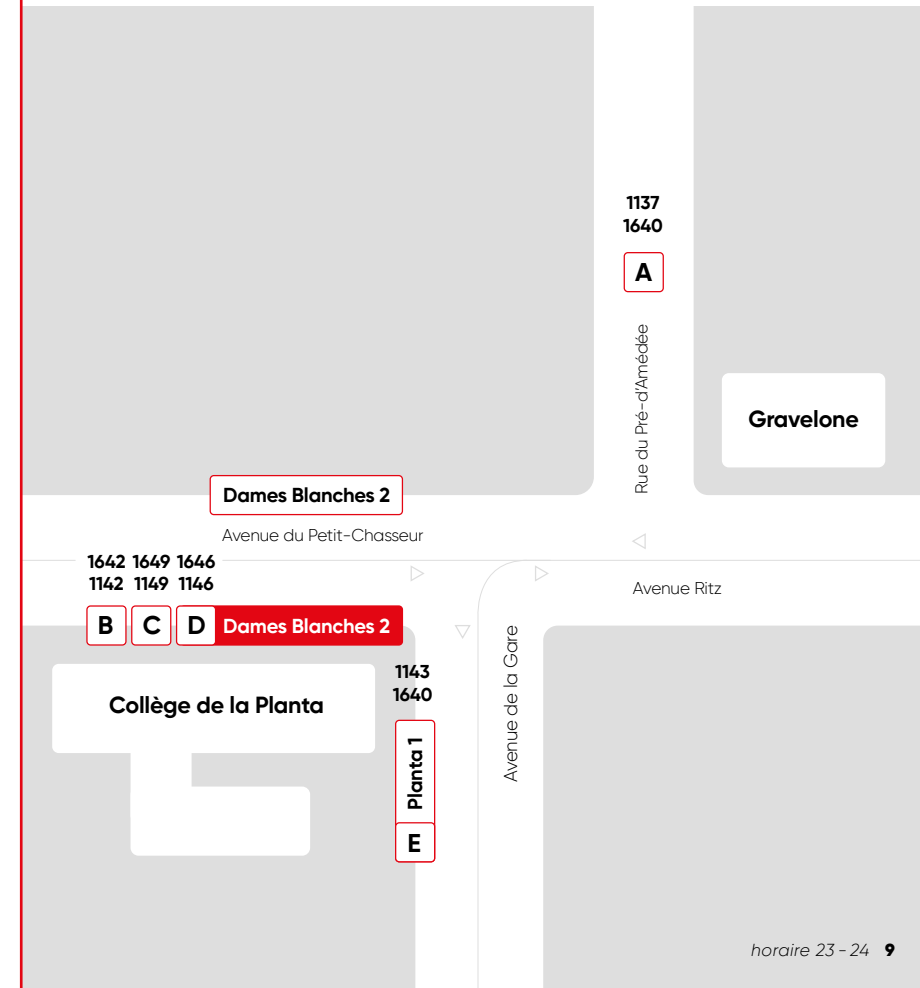 1137
1640
A
Rue du Pré-d'Amédée
Gravelone
Dames Blanches 2
Avenue du Petit-Chasseur
1642 1649 1646
1142 1149 1146
Avenue Ritz
B C D Dames Blanches 2
Avenue de la Gare
1143
1640
Collège de la Planta
Planta 1
E
horaire 23 - 24 9